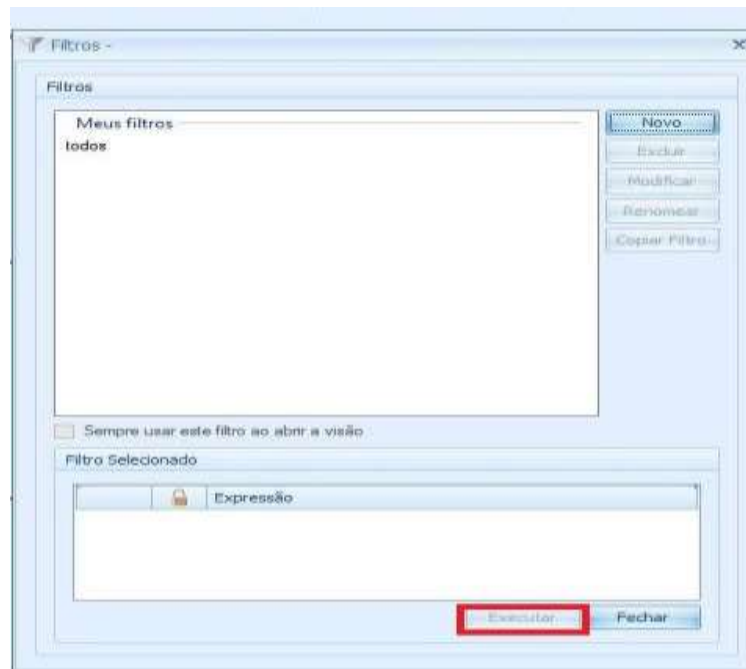 Filtros -
Filtros
Meus filtros
todos
Novo
Excluir
Modificar
Renomear
Copiar Filtro
Sempre usar este filtro ao abrir a visão
Filtro Selecionado
Expressão
Executar
Fechar